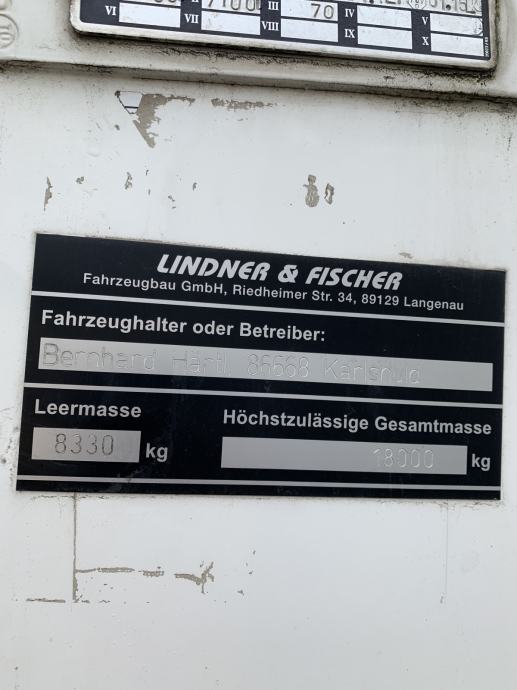 7100 III 70 IV V
VI VII VIII IX X
LINDNER & FISCHER
Fahrzeugbau GmbH, Riedheimer Str. 34, 89129 Langenau
Fahrzeughalter oder Betreiber:
Bernhard Härtl, 86668 Karlshuld
Leermasse
Höchstzulässige Gesamtmasse
8330 kg
18000 kg